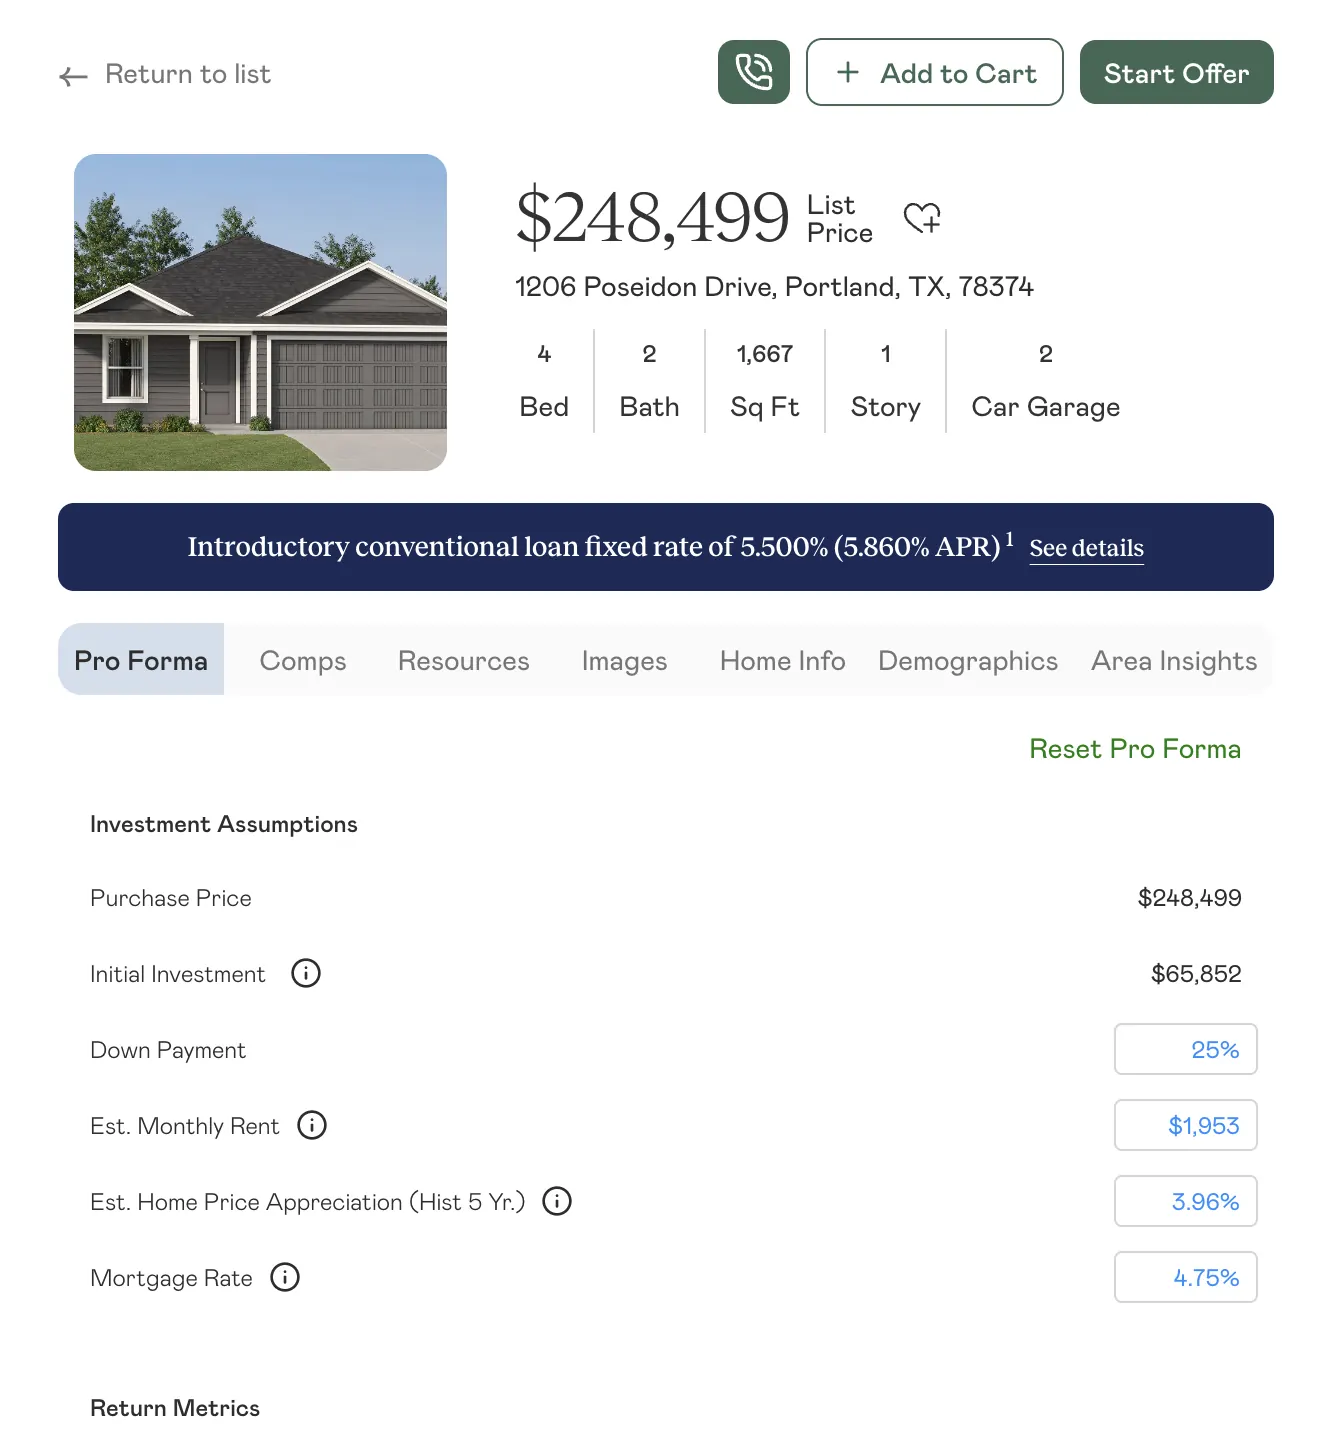 Return to list
+ Add to Cart
Start Offer
$248,499 List Price
1206 Poseidon Drive, Portland, TX, 78374
4 2 1,667 1 2
Bed Bath Sq Ft Story Car Garage
Introductory conventional loan fixed rate of 5.500% (5.860% APR) 1 See details
Pro Forma Comps Resources Images Home Info Demographics Area Insights
Reset Pro Forma
Investment Assumptions
Purchase Price $248,499
Initial Investment $65,852
Down Payment 25%
Est. Monthly Rent $1,953
Est. Home Price Appreciation (Hist 5 Yr.) 3.96%
Mortgage Rate 4.75%
Return Metrics